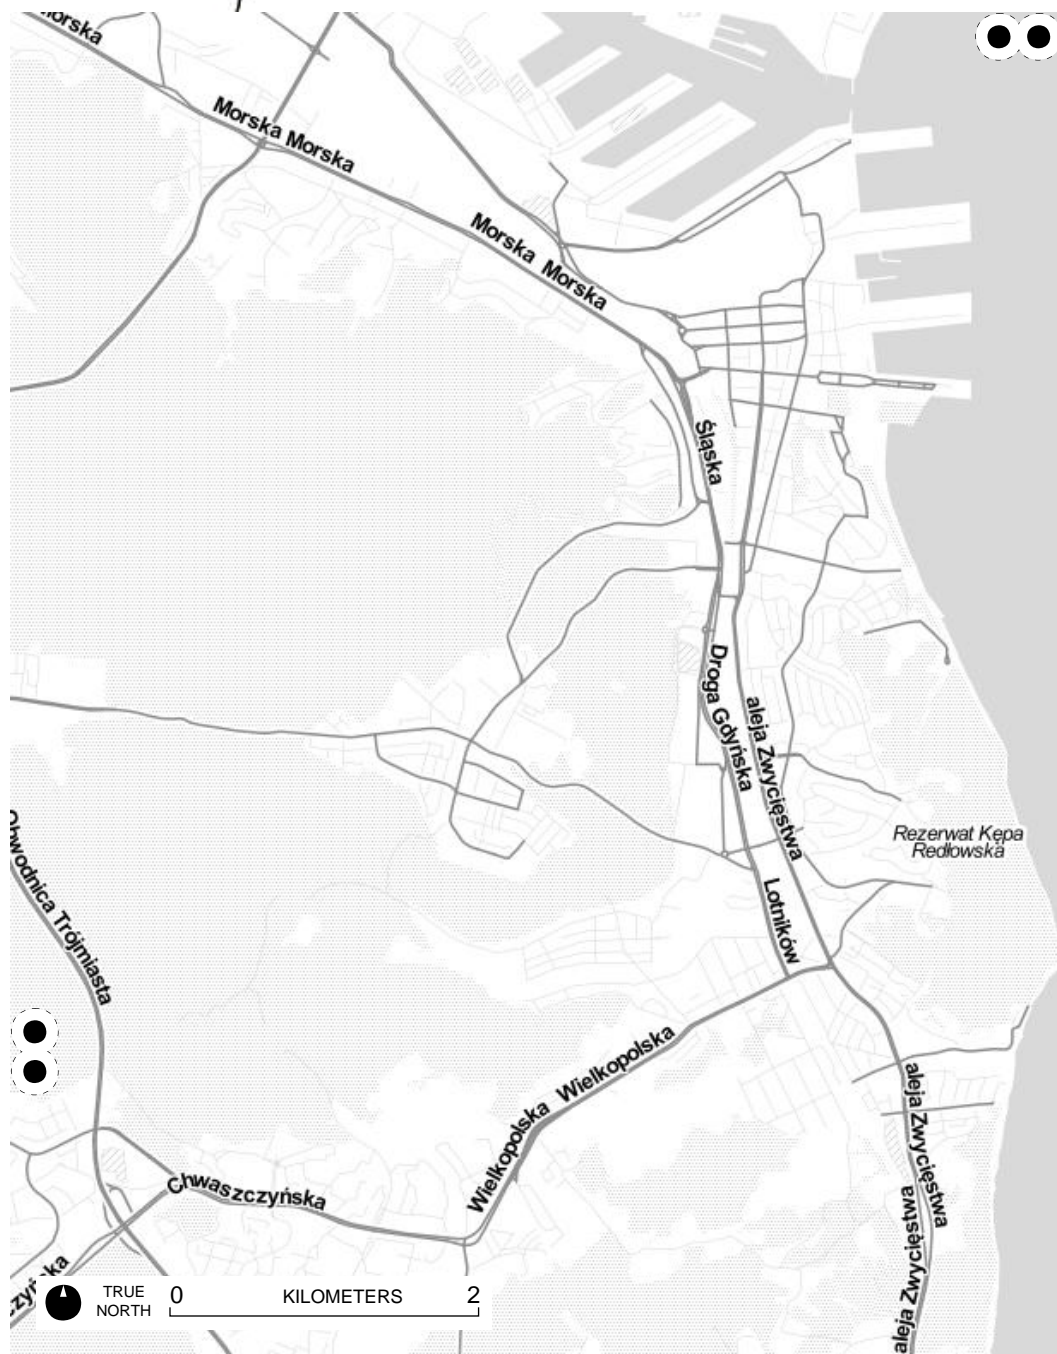 Morska
Morska Morska
Morska Morska
Śląska
Droga Gdyńska
aleja Zwycięstwa
Rezerwat Kępa
Redłowska
Lotników
Obwodnica Trójmiasta
Wielkopolska Wielkopolska
aleja Zwycięstwa
Chwaszczyńska
aleja Zwycięstwa
TRUE
NORTH
0 KILOMETERS 2